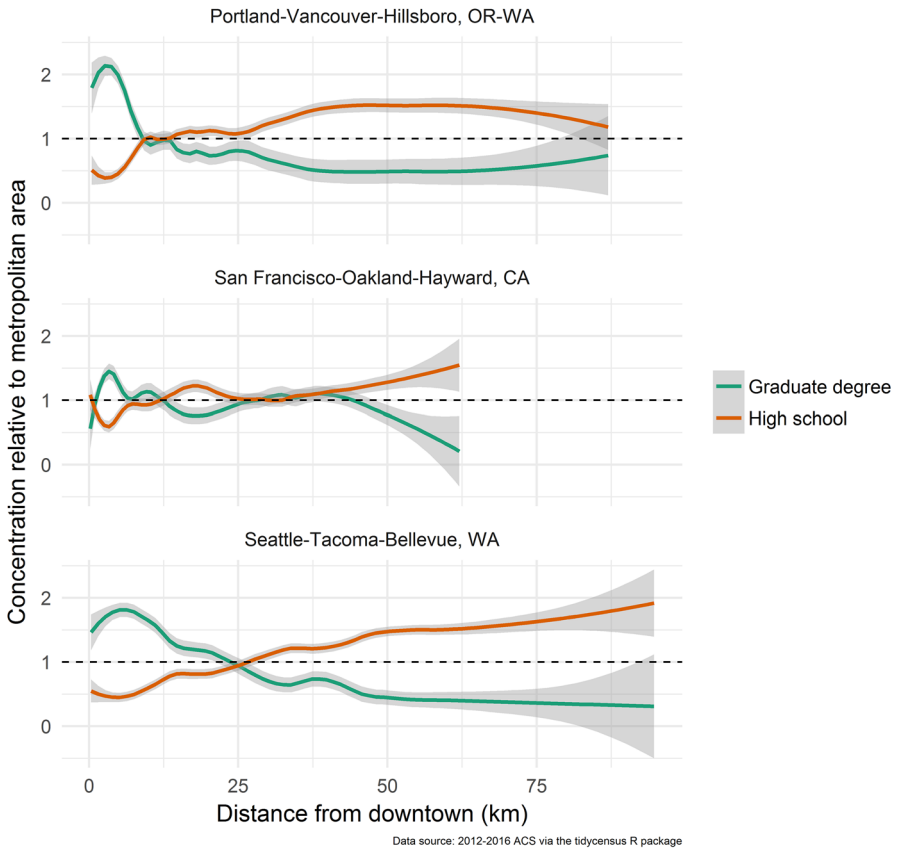 Portland-Vancouver-Hillsboro, OR-WA
2
1
0
San Francisco-Oakland-Hayward, CA
2
1
0
Concentration relative to metropolitan area
Graduate degree
High school
Seattle-Tacoma-Bellevue, WA
2
1
0
0 25 50 75
Distance from downtown (km)
Data source: 2012-2016 ACS via the tidycensus R package